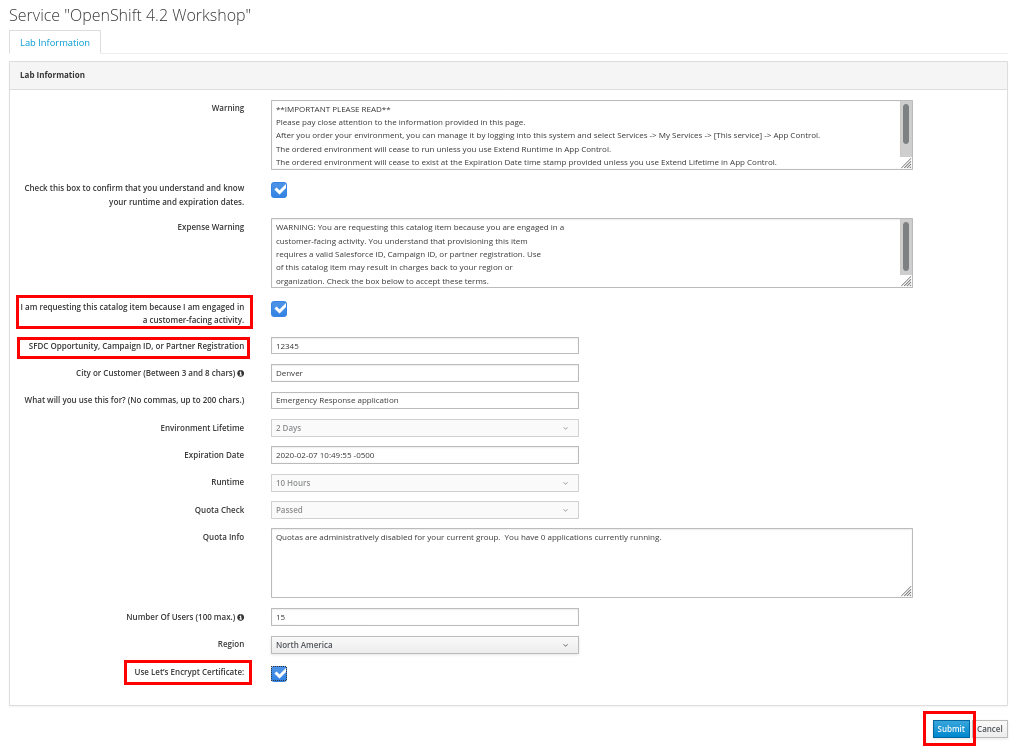 Service "OpenShift 4.2 Workshop"
Lab Information
Lab Information
Warning
**IMPORTANT PLEASE READ**
Please pay close attention to the information provided in this page.
After you order your environment, you can manage it by logging into this system and select Services -> My Services -> [This service] -> App Control.
The ordered environment will cease to run unless you use Extend Runtime in App Control.
The ordered environment will cease to exist at the Expiration Date time stamp provided unless you use Extend Lifetime in App Control.
Check this box to confirm that you understand and know
your runtime and expiration dates.
Expense Warning
WARNING: You are requesting this catalog item because you are engaged in a
customer-facing activity. You understand that provisioning this item
requires a valid Salesforce ID, Campaign ID, or partner registration. Use
of this catalog item may result in charges back to your region or
organization. Check the box below to accept these terms.
I am requesting this catalog item because I am engaged in
a customer-facing activity.
SFDC Opportunity, Campaign ID, or Partner Registration
12345
City or Customer (Between 3 and 8 chars)
Denver
What will you use this for? (No commas, up to 200 chars.)
Emergency Response application
Environment Lifetime
2 Days
Expiration Date
2020-02-07 10:49:55 -0500
Runtime
10 Hours
Quota Check
Passed
Quota Info
Quotas are administratively disabled for your current group.  You have 0 applications currently running.
Number Of Users (100 max.)
15
Region
North America
Use Let's Encrypt Certificate:
Submit
Cancel